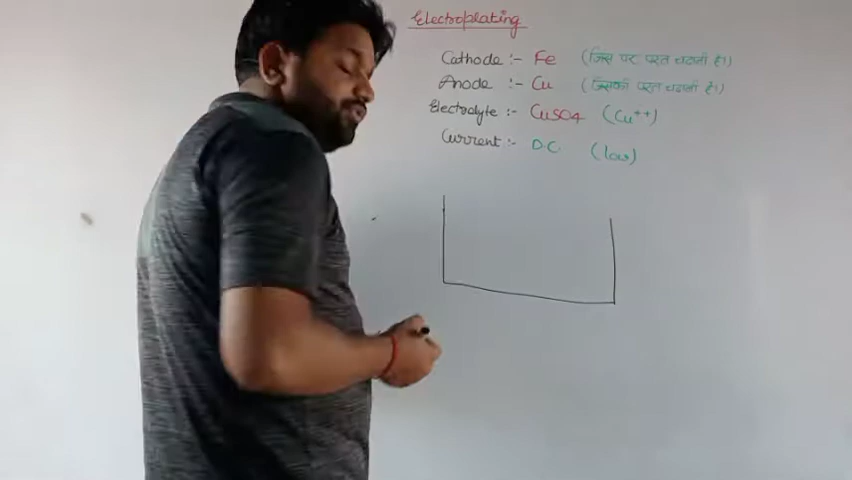 Electroplating
Cathode :- Fe (जिस पर परत चढ़ानी है।)
Anode :- Cu (जिसकी परत चढ़ानी है।)
Electrolyte :- CuSO4 (Cu++)
Current :- D.C. (low)